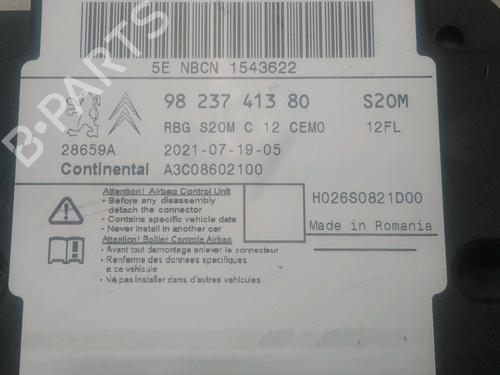 B-PARTS
5E NBCN 1543622
98 237 413 80 S20M
RBG S20M C 12 CEMO 12FL
28659A 2021-07-19-05
Continental A3C08602100
H026S0821D00
Made in Romania
Attention! Airbag Control Unit
- Before any disassembly
detach the connector
- Contains specific vehicle data
- Never install in another car
Attention! Boîtier Controle Airbag
- Avant tout démontage enlever le connecteur
- Renferme des données spécifiques
a ce véhicule
- Ne pas installer dans d'autres véhicules